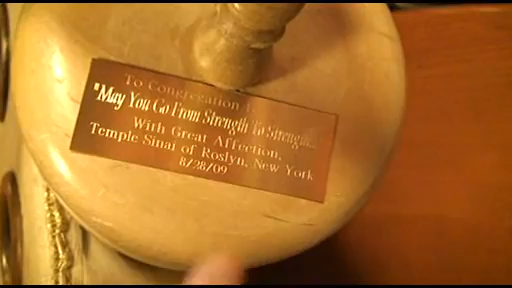 To Congregation
"May You Go From Strength To Strength"
With Great Affection,
Temple Sinai of Roslyn, New York
8/28/09